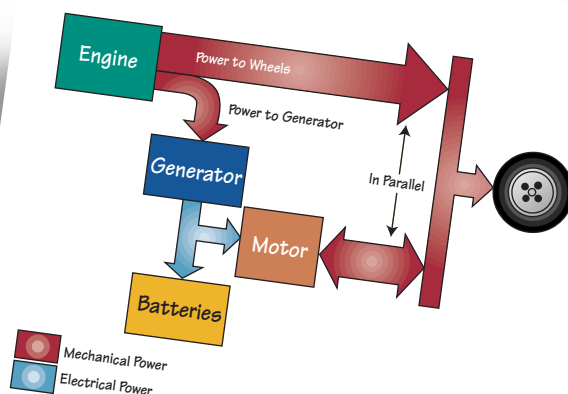 Engine
Power to Wheels
Power to Generator
Generator
In Parallel
Motor
Batteries
Mechanical Power
Electrical Power